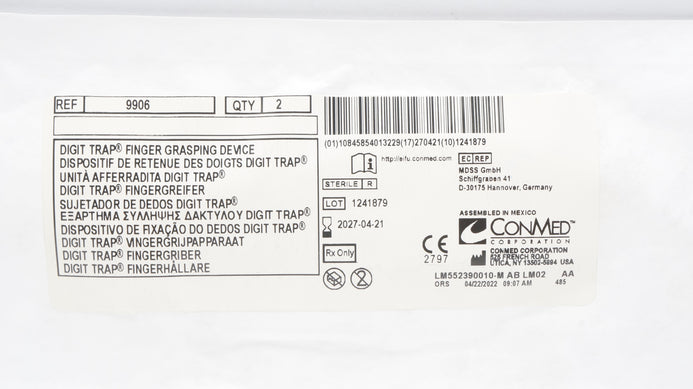 REF 9906 QTY 2
DIGIT TRAP® FINGER GRASPING DEVICE
DISPOSITIF DE RETENUE DES DOIGTS DIGIT TRAP®
UNITÀ AFFERRADITA DIGIT TRAP®
DIGIT TRAP® FINGERGREIFER
SUJETADOR DE DEDOS DIGIT TRAP®
ΕΞΑΡΤΗΜΑ ΣΥΛΛΗΨΗΣ ΔΑΚΤΥΛΟΥ DIGIT TRAP®
DISPOSITIVO DE FIXAÇÃO DO DEDOS DIGIT TRAP®
DIGIT TRAP® VINGERGRIJPAPPARAAT
DIGIT TRAP® FINGERGRIBER
DIGIT TRAP® FINGERHÅLLARE
(01)10845854013229(17)270421(10)1241879
http://eifu.conmed.com
EC REP
MDSS GmbH
Schiffgraben 41
D-30175 Hannover, Germany
STERILE R
LOT 1241879
2027-04-21
Rx Only
2
CE
2797
ASSEMBLED IN MEXICO
CONMED™
CORPORATION
CONMED CORPORATION
525 FRENCH ROAD
UTICA, NY 13502-5994 USA
LM552390010-M AB LM02 AA
ORS 04/22/2022 09:07 AM 485